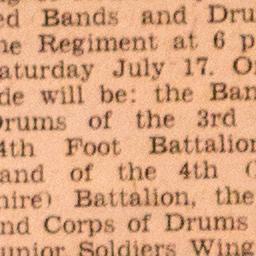 ed Bands and Dru
he Regiment at 6 p
aturday July 17. O
de will be: the Ban
Drums of the 3rd
4th Foot Battalion
and of the 4th (
hire) Battalion, the
nd Corps of Drums
unior Soldiers Wing